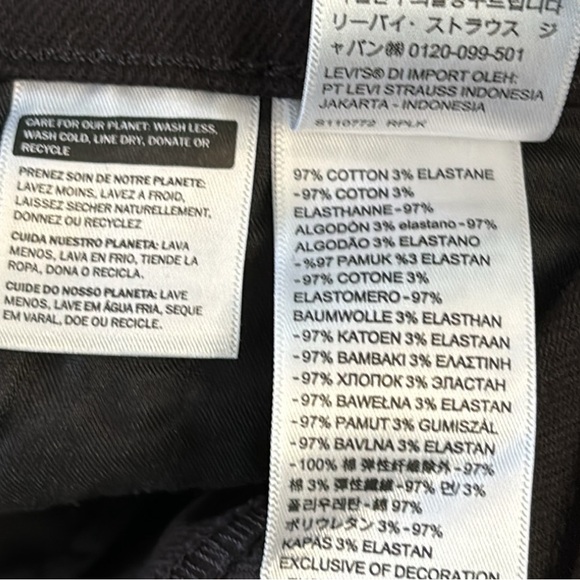 CARE FOR OUR PLANET: WASH LESS,
WASH COLD, LINE DRY, DONATE OR
RECYCLE
PRENEZ SOIN DE NOTRE PLANETE:
LAVEZ MOINS, LAVEZ A FROID,
LAISSEZ SECHER NATURELLEMENT,
DONNEZ OU RECYCLEZ
CUIDA NUESTRO PLANETA: LAVA
MENOS, LAVA EN FRIO, TIENDE LA
ROPA, DONA O RECICLA.
CUIDE DO NOSSO PLANETA: LAVE
MENOS, LAVE EM ÁGUA FRIA, SEQUE
EM VARAL, DOE OU RECICLE.
リーバイ・ストラウス ジ
ャパン㈱ 0120-099-501
LEVI'S® DI IMPORT OLEH:
PT LEVI STRAUSS INDONESIA
JAKARTA - INDONESIA
S110772 RPLK
97% COTTON 3% ELASTANE
-97% COTON 3%
ELASTHANNE-97%
ALGODÓN 3% elastano-97%
ALGODÃO 3% ELASTANO
-%97 PAMUK %3 ELASTAN
-97% COTONE 3%
ELASTOMERO-97%
BAUMWOLLE 3% ELASTHAN
-97% KATOEN 3% ELASTAAN
-97% BAMBAKI 3% ΕΛΑΣΤΙΝΗ
-97% ХЛОПОК 3% ЭЛАСТАН
-97% BAWEŁNA 3% ELASTAN
-97% PAMUT 3% GUMISZÁL
-97% BAVLNA 3% ELASTAN
-100% 棉 弹性纤维除外-97%
棉 3% 彈性纖維-97% 면/ 3%
폴리우레탄-綿 97%
ポリウレタン 3%-97%
KAPAS 3% ELASTAN
EXCLUSIVE OF DECORATION